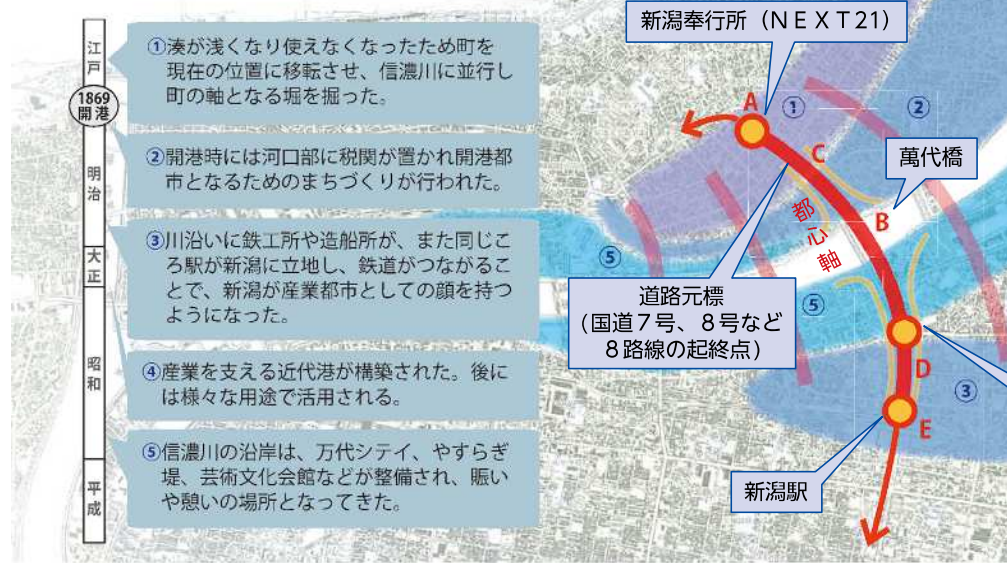 江戸
1869
開港
明治
大正
昭和
平成
①湊が浅くなり使えなくなったため町を
現在の位置に移転させ、信濃川に並行し
町の軸となる堀を掘った。
②開港時には河口部に税関が置かれ開港都
市となるためのまちづくりが行われた。
③川沿いに鉄工所や造船所が、また同じこ
ろ駅が新潟に立地し、鉄道がつながるこ
とで、新潟が産業都市としての顔を持つ
ようになった。
④産業を支える近代港が構築された。後に
は様々な用途で活用される。
⑤信濃川の沿岸は、万代シテイ、やすらぎ
堤、芸術文化会館などが整備され、賑い
や憩いの場所となってきた。
新潟奉行所（ＮＥＸＴ21）
A
①
②
C
萬代橋
B
都心軸
⑤
道路元標
(国道７号、８号など
８路線の起終点)
⑤
D
③
E
新潟駅